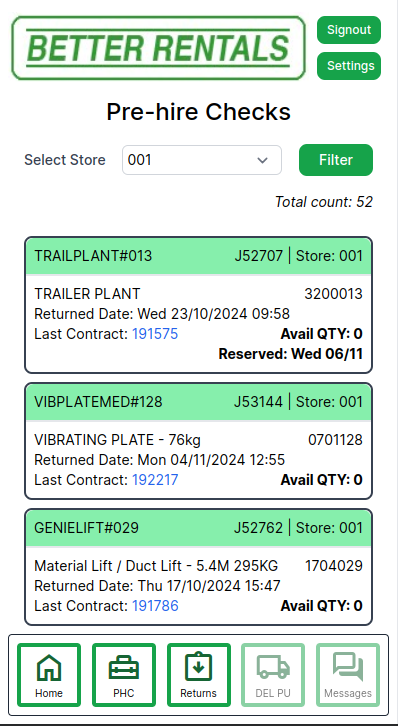 BETTER RENTALS
Signout
Settings
Pre-hire Checks
Select Store 001 Filter
Total count: 52
TRAILPLANT#013 J52707 | Store: 001
TRAILER PLANT 3200013
Returned Date: Wed 23/10/2024 09:58
Last Contract: 191575 Avail QTY: 0
Reserved: Wed 06/11
VIBPLATEMED#128 J53144 | Store: 001
VIBRATING PLATE - 76kg 0701128
Returned Date: Mon 04/11/2024 12:55
Last Contract: 192217 Avail QTY: 0
GENIELIFT#029 J52762 | Store: 001
Material Lift / Duct Lift - 5.4M 295KG 1704029
Returned Date: Thu 17/10/2024 15:47
Last Contract: 191786 Avail QTY: 0
Home PHC Returns DEL PU Messages